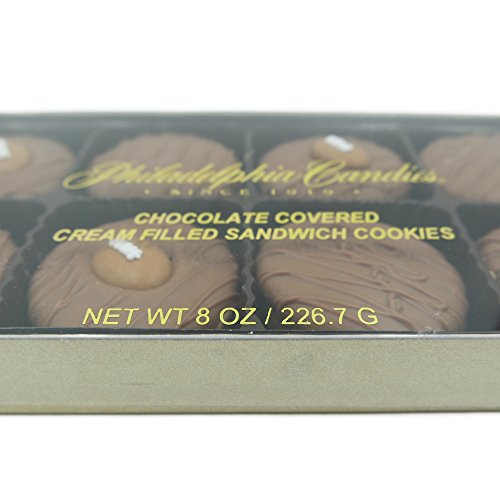 Philadelphia Candies
• SINCE 1919 •
CHOCOLATE COVERED
CREAM FILLED SANDWICH COOKIES
NET WT 8 OZ / 226.7 G